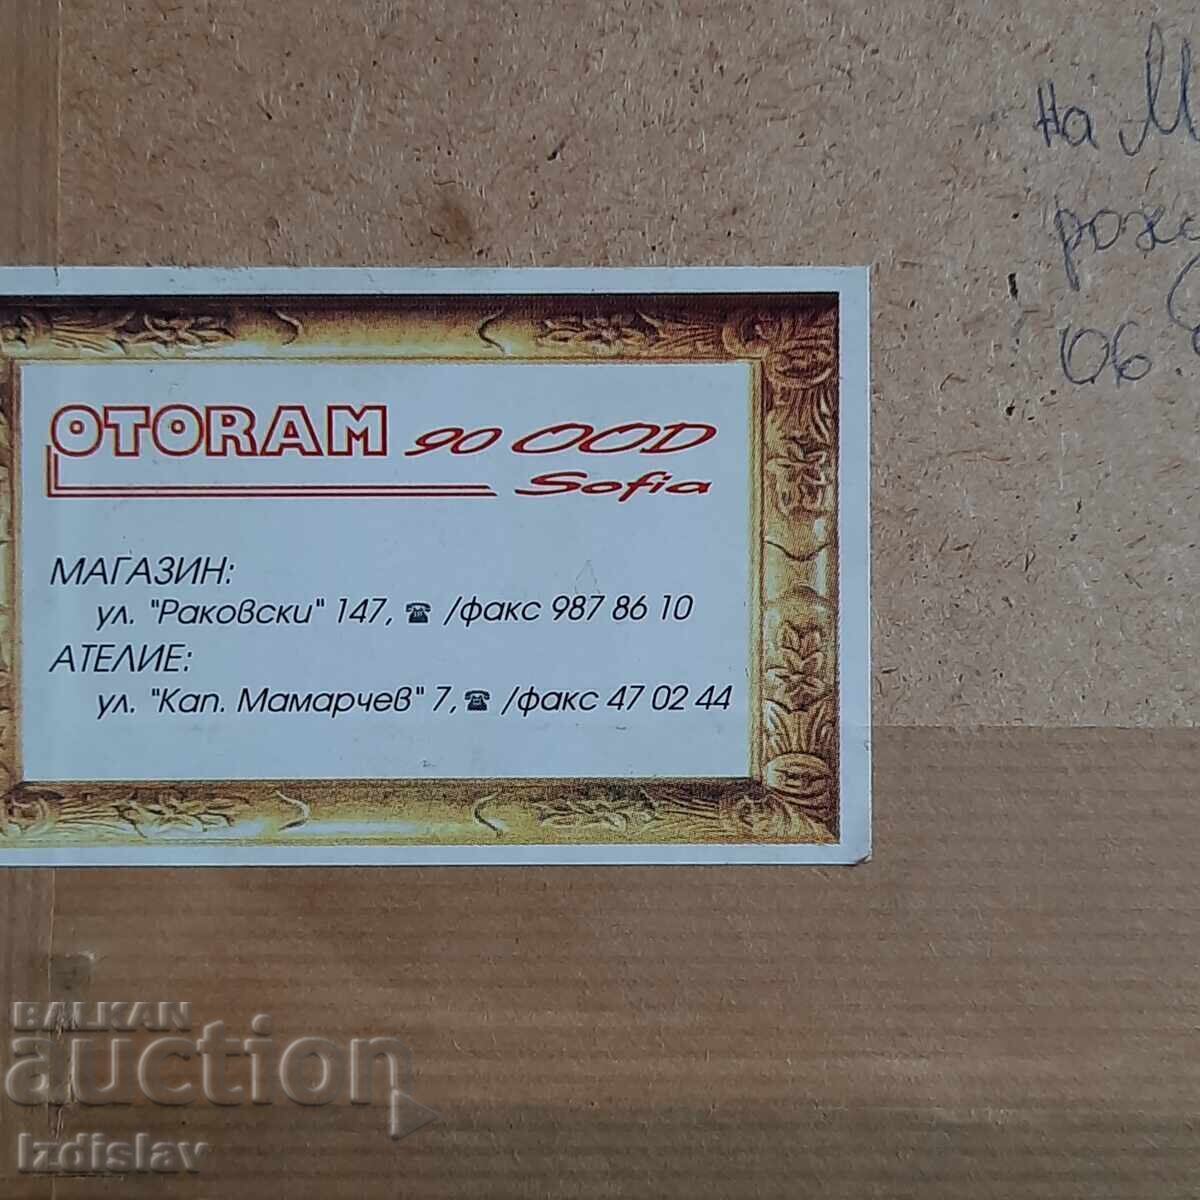 на
OTORAM 90 OOD
Sofia
МАГАЗИН:
ул. "Раковски" 147, ☎ /факс 987 86 10
АТЕЛИЕ:
ул. "Кап. Мамарчев" 7, ☎ /факс 47 02 44
06
BALKAN
auction
Izdislav